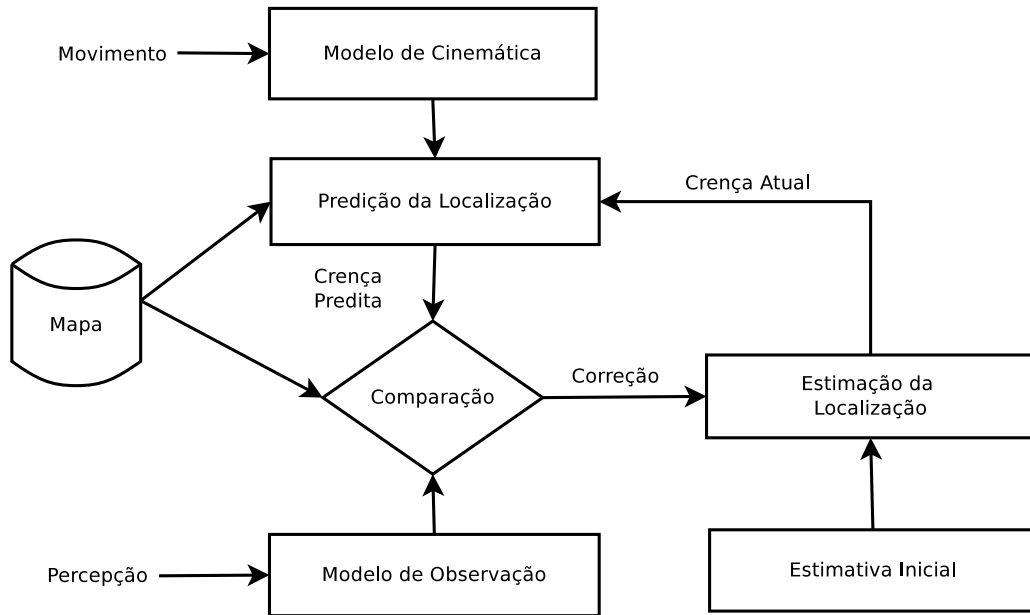 Movimento
Modelo de Cinemática
Predição da Localização
Crença Atual
Crença
Predita
Mapa
Comparação
Correção
Estimação da
Localização
Percepção
Modelo de Observação
Estimativa Inicial